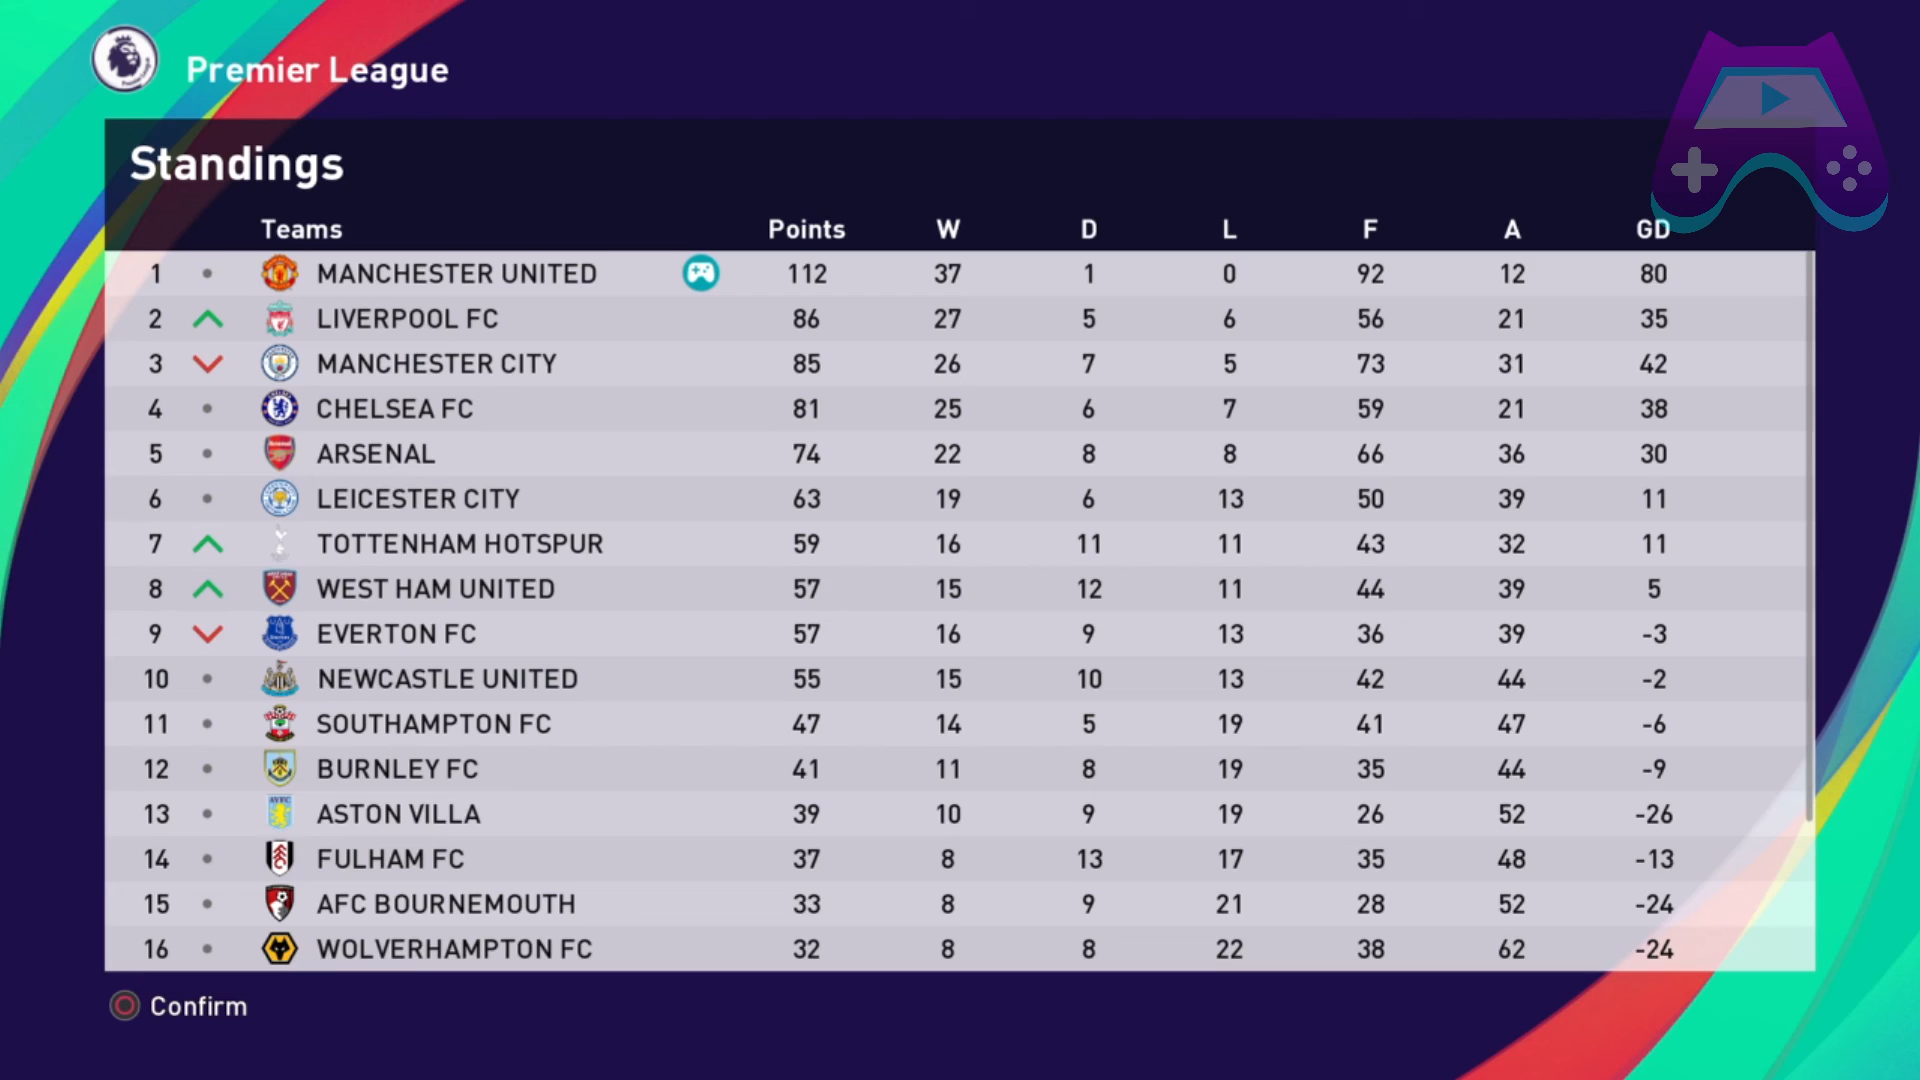 Premier League
Standings
Teams Points W D L F A GD
1 MANCHESTER UNITED 112 37 1 0 92 12 80
2 LIVERPOOL FC 86 27 5 6 56 21 35
3 MANCHESTER CITY 85 26 7 5 73 31 42
4 CHELSEA FC 81 25 6 7 59 21 38
5 ARSENAL 74 22 8 8 66 36 30
6 LEICESTER CITY 63 19 6 13 50 39 11
7 TOTTENHAM HOTSPUR 59 16 11 11 43 32 11
8 WEST HAM UNITED 57 15 12 11 44 39 5
9 EVERTON FC 57 16 9 13 36 39 -3
10 NEWCASTLE UNITED 55 15 10 13 42 44 -2
11 SOUTHAMPTON FC 47 14 5 19 41 47 -6
12 BURNLEY FC 41 11 8 19 35 44 -9
13 ASTON VILLA 39 10 9 19 26 52 -26
14 FULHAM FC 37 8 13 17 35 48 -13
15 AFC BOURNEMOUTH 33 8 9 21 28 52 -24
16 WOLVERHAMPTON FC 32 8 8 22 38 62 -24
Confirm